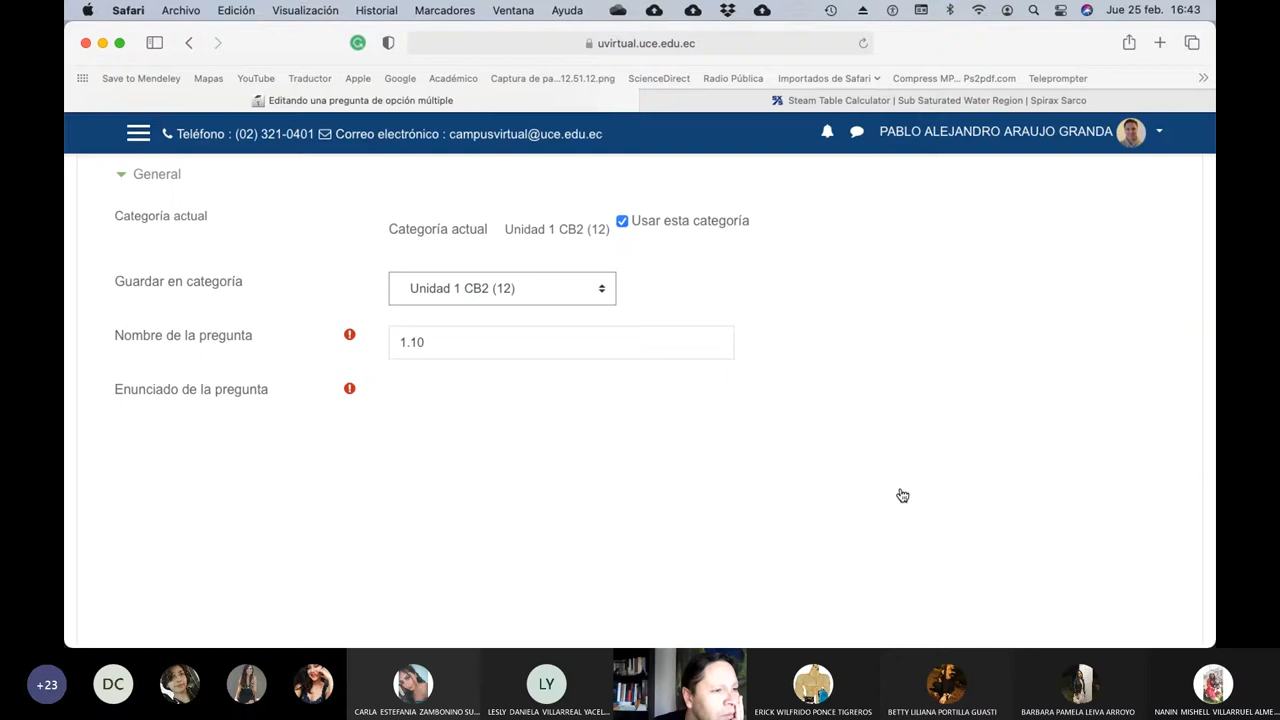 Safari Archivo Edición Visualización Historial Marcadores Ventana Ayuda Jue 25 feb. 16:43
uvirtual.uce.edu.ec
Save to Mendeley Mapas YouTube Traductor Apple Google Académico Captura de pa...12.51.12.png ScienceDirect Radio Pública Importados de Safari Compress MP... Ps2pdf.com Teleprompter
Editando una pregunta de opción múltiple Steam Table Calculator | Sub Saturated Water Region | Spirax Sarco
Teléfono : (02) 321-0401 Correo electrónico : campusvirtual@uce.edu.ec PABLO ALEJANDRO ARAUJO GRANDA
General
Categoría actual Categoría actual Unidad 1 CB2 (12) Usar esta categoría
Guardar en categoría Unidad 1 CB2 (12)
Nombre de la pregunta 1.10
Enunciado de la pregunta
+23 DC LY
CARLA ESTEFANIA ZAMBONINO SU... LESLY DANIELA VILLARREAL YACEL... ERICK WILFRIDO PONCE TIGREROS BETTY LILIANA PORTILLA GUASTI BARBARA PAMELA LEIVA ARROYO NANIN MISHELL VILLARRUEL ALME